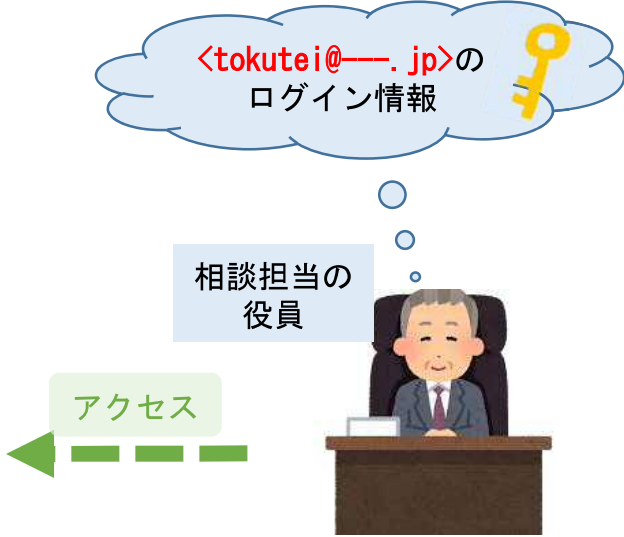 <tokutei@---.jp>の
ログイン情報
相談担当の
役員
アクセス